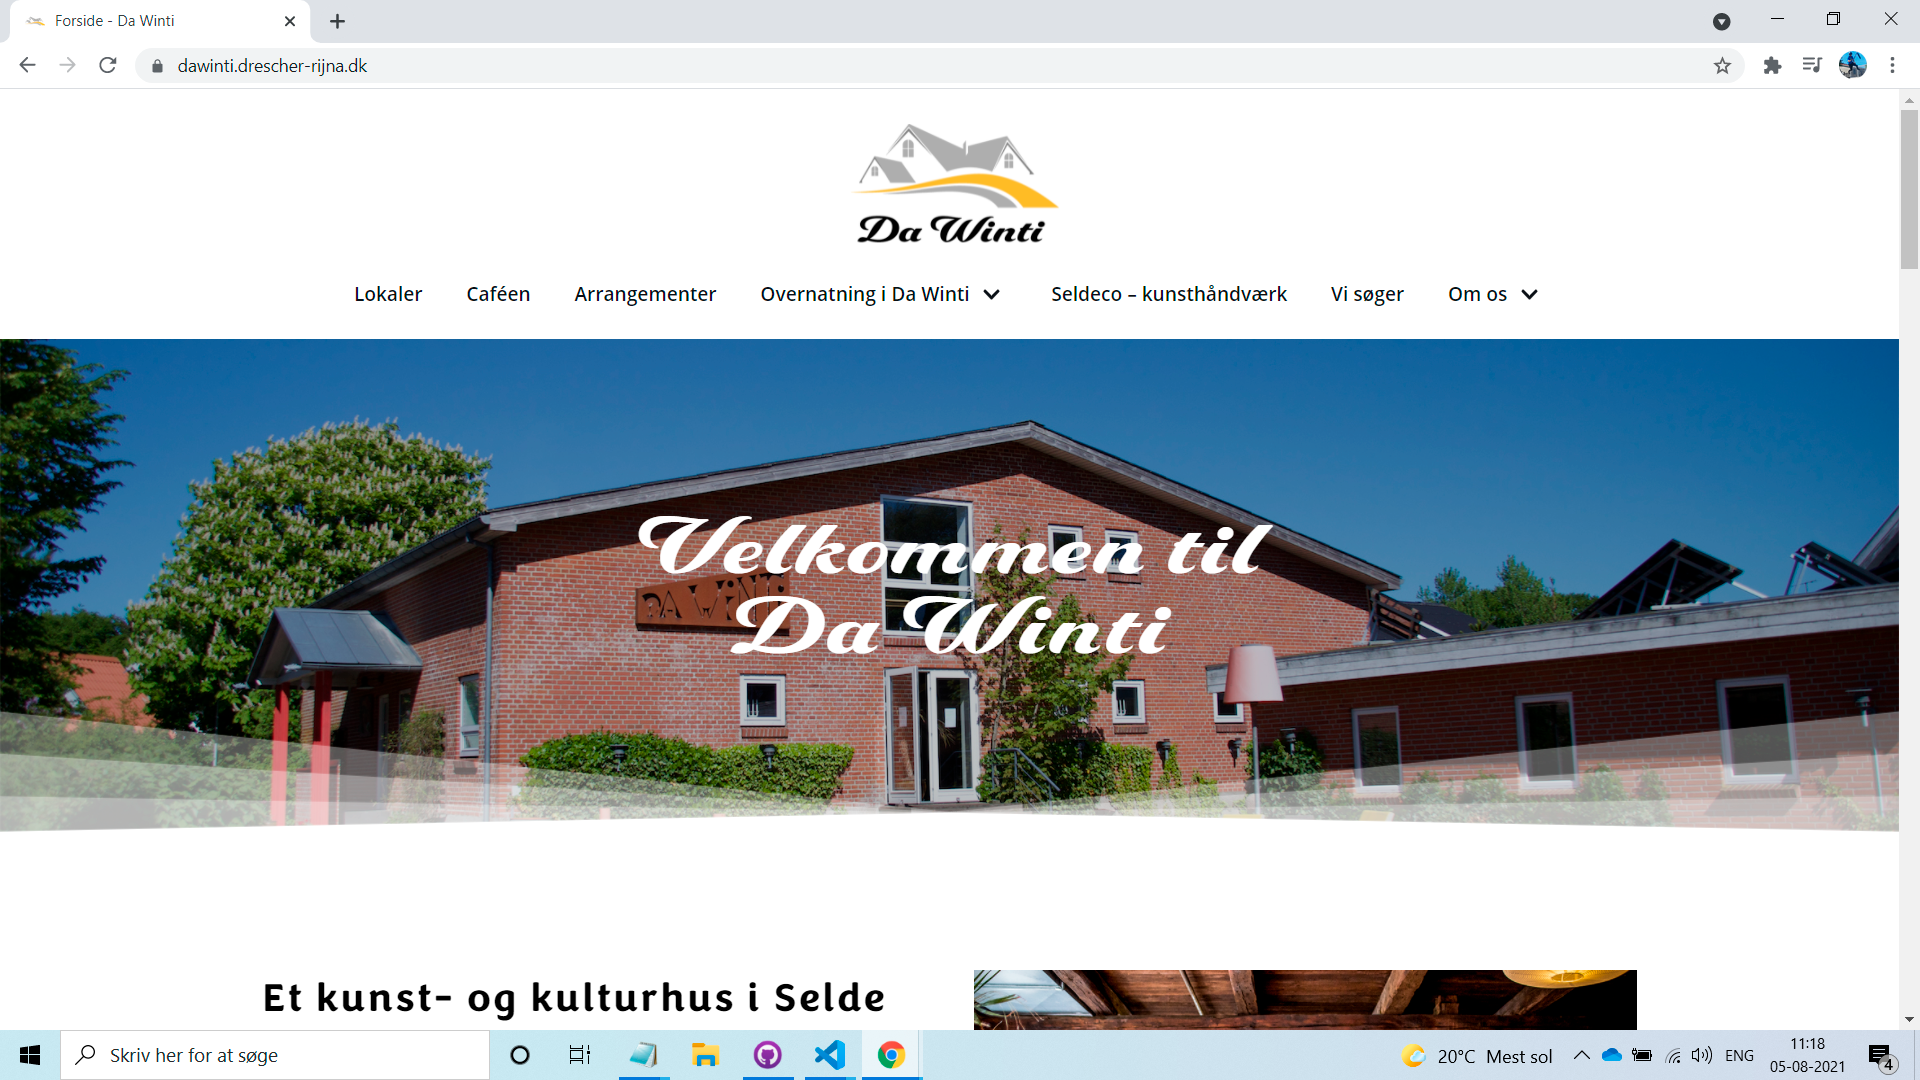 Forside - Da Winti
dawinti.drescher-rijna.dk
Da Winti
Lokaler Caféen Arrangementer Overnatning i Da Winti Seldeco – kunsthåndværk Vi søger Om os
Velkommen til
DA WINTI
Da Winti
Et kunst- og kulturhus i Selde
Skriv her for at søge
20°C Mest sol
ENG
11:18
05-08-2021
4